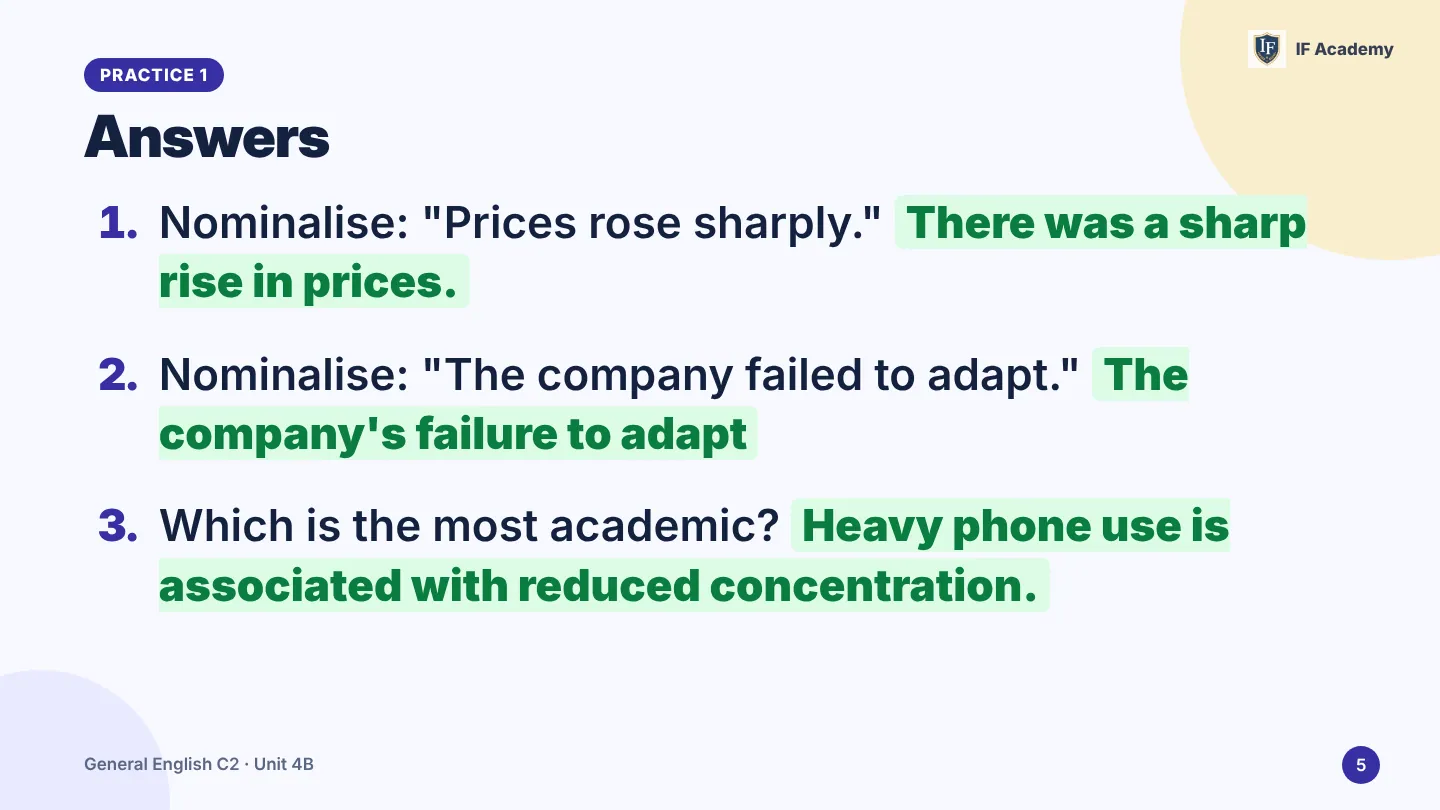 IF Academy
PRACTICE 1
Answers
1. Nominalise: "Prices rose sharply." There was a sharp
rise in prices.
2. Nominalise: "The company failed to adapt." The
company's failure to adapt
3. Which is the most academic? Heavy phone use is
associated with reduced concentration.
General English C2 · Unit 4B
5